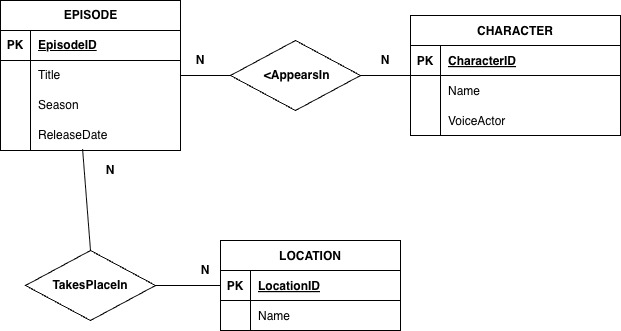 EPISODE
PK EpisodeID
Title
Season
ReleaseDate
N
<AppearsIn
N
CHARACTER
PK CharacterID
Name
VoiceActor
N
TakesPlaceIn
N
LOCATION
PK LocationID
Name